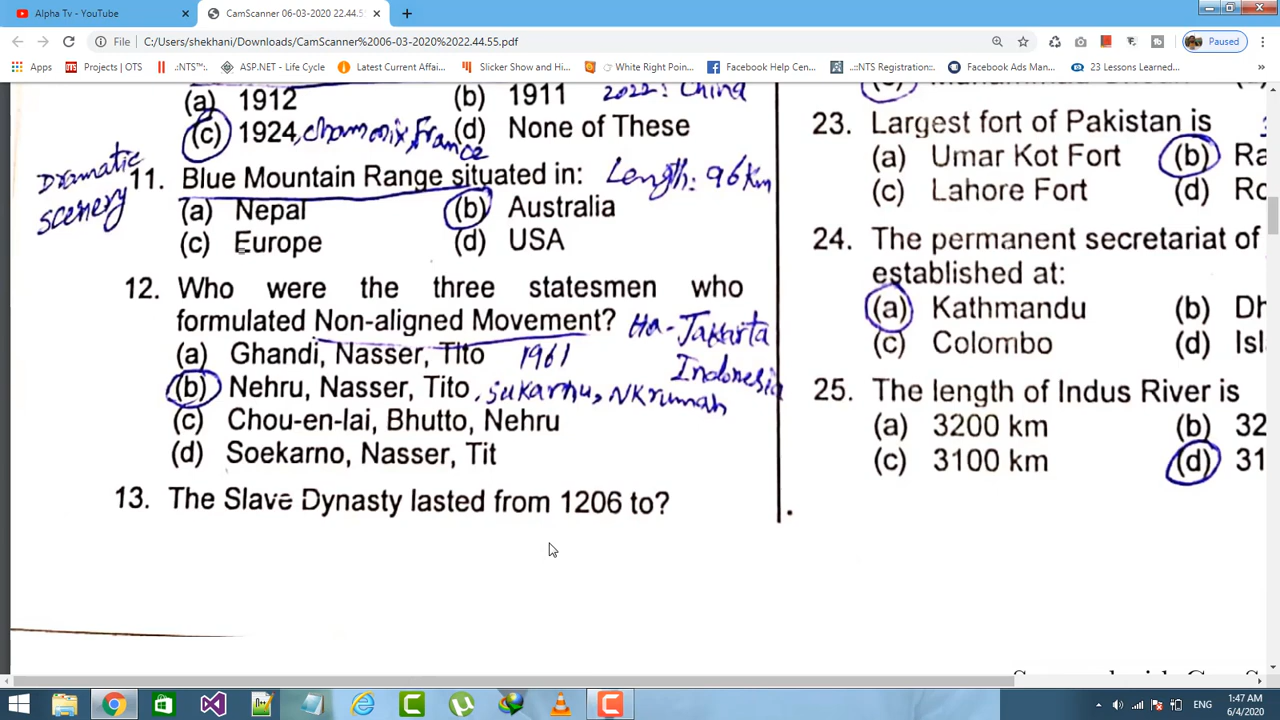 Alpha Tv - YouTube
CamScanner 06-03-2020 22.44.55.p
File
C:/Users/shekhani/Downloads/CamScanner%2006-03-2020%2022.44.55.pdf
Paused
Apps
Projects | OTS
.:NTS":.
ASP.NET - Life Cycle
Latest Current Affai...
Slicer Show and Hi...
White Right Poin...
Facebook Help Cen...
.::NTS Registration:..
Facebook Ads Man...
23 Lessons Learned...
(a) 1912 (b) 1911 2022: China
(c) 1924, Chamonix, France (d) None of These
Dramatic scenery
11. Blue Mountain Range situated in: Length: 96km
(a) Nepal (b) Australia
(c) Europe (d) USA
12. Who were the three statesmen who
formulated Non-aligned Movement? Hq - Jakarta
Indonesia
(a) Ghandi, Nasser, Tito 1961
(b) Nehru, Nasser, Tito, Sukarnu, NKrumah
(c) Chou-en-lai, Bhutto, Nehru
(d) Soekarno, Nasser, Tit
13. The Slave Dynasty lasted from 1206 to?
23. Largest fort of Pakistan is
(a) Umar Kot Fort (b) Ra
(c) Lahore Fort (d) Ro
24. The permanent secretariat of
established at:
(a) Kathmandu (b) Dh
(c) Colombo (d) Isl
25. The length of Indus River is
(a) 3200 km (b) 32
(c) 3100 km (d) 31
ENG
1:47 AM
6/4/2020